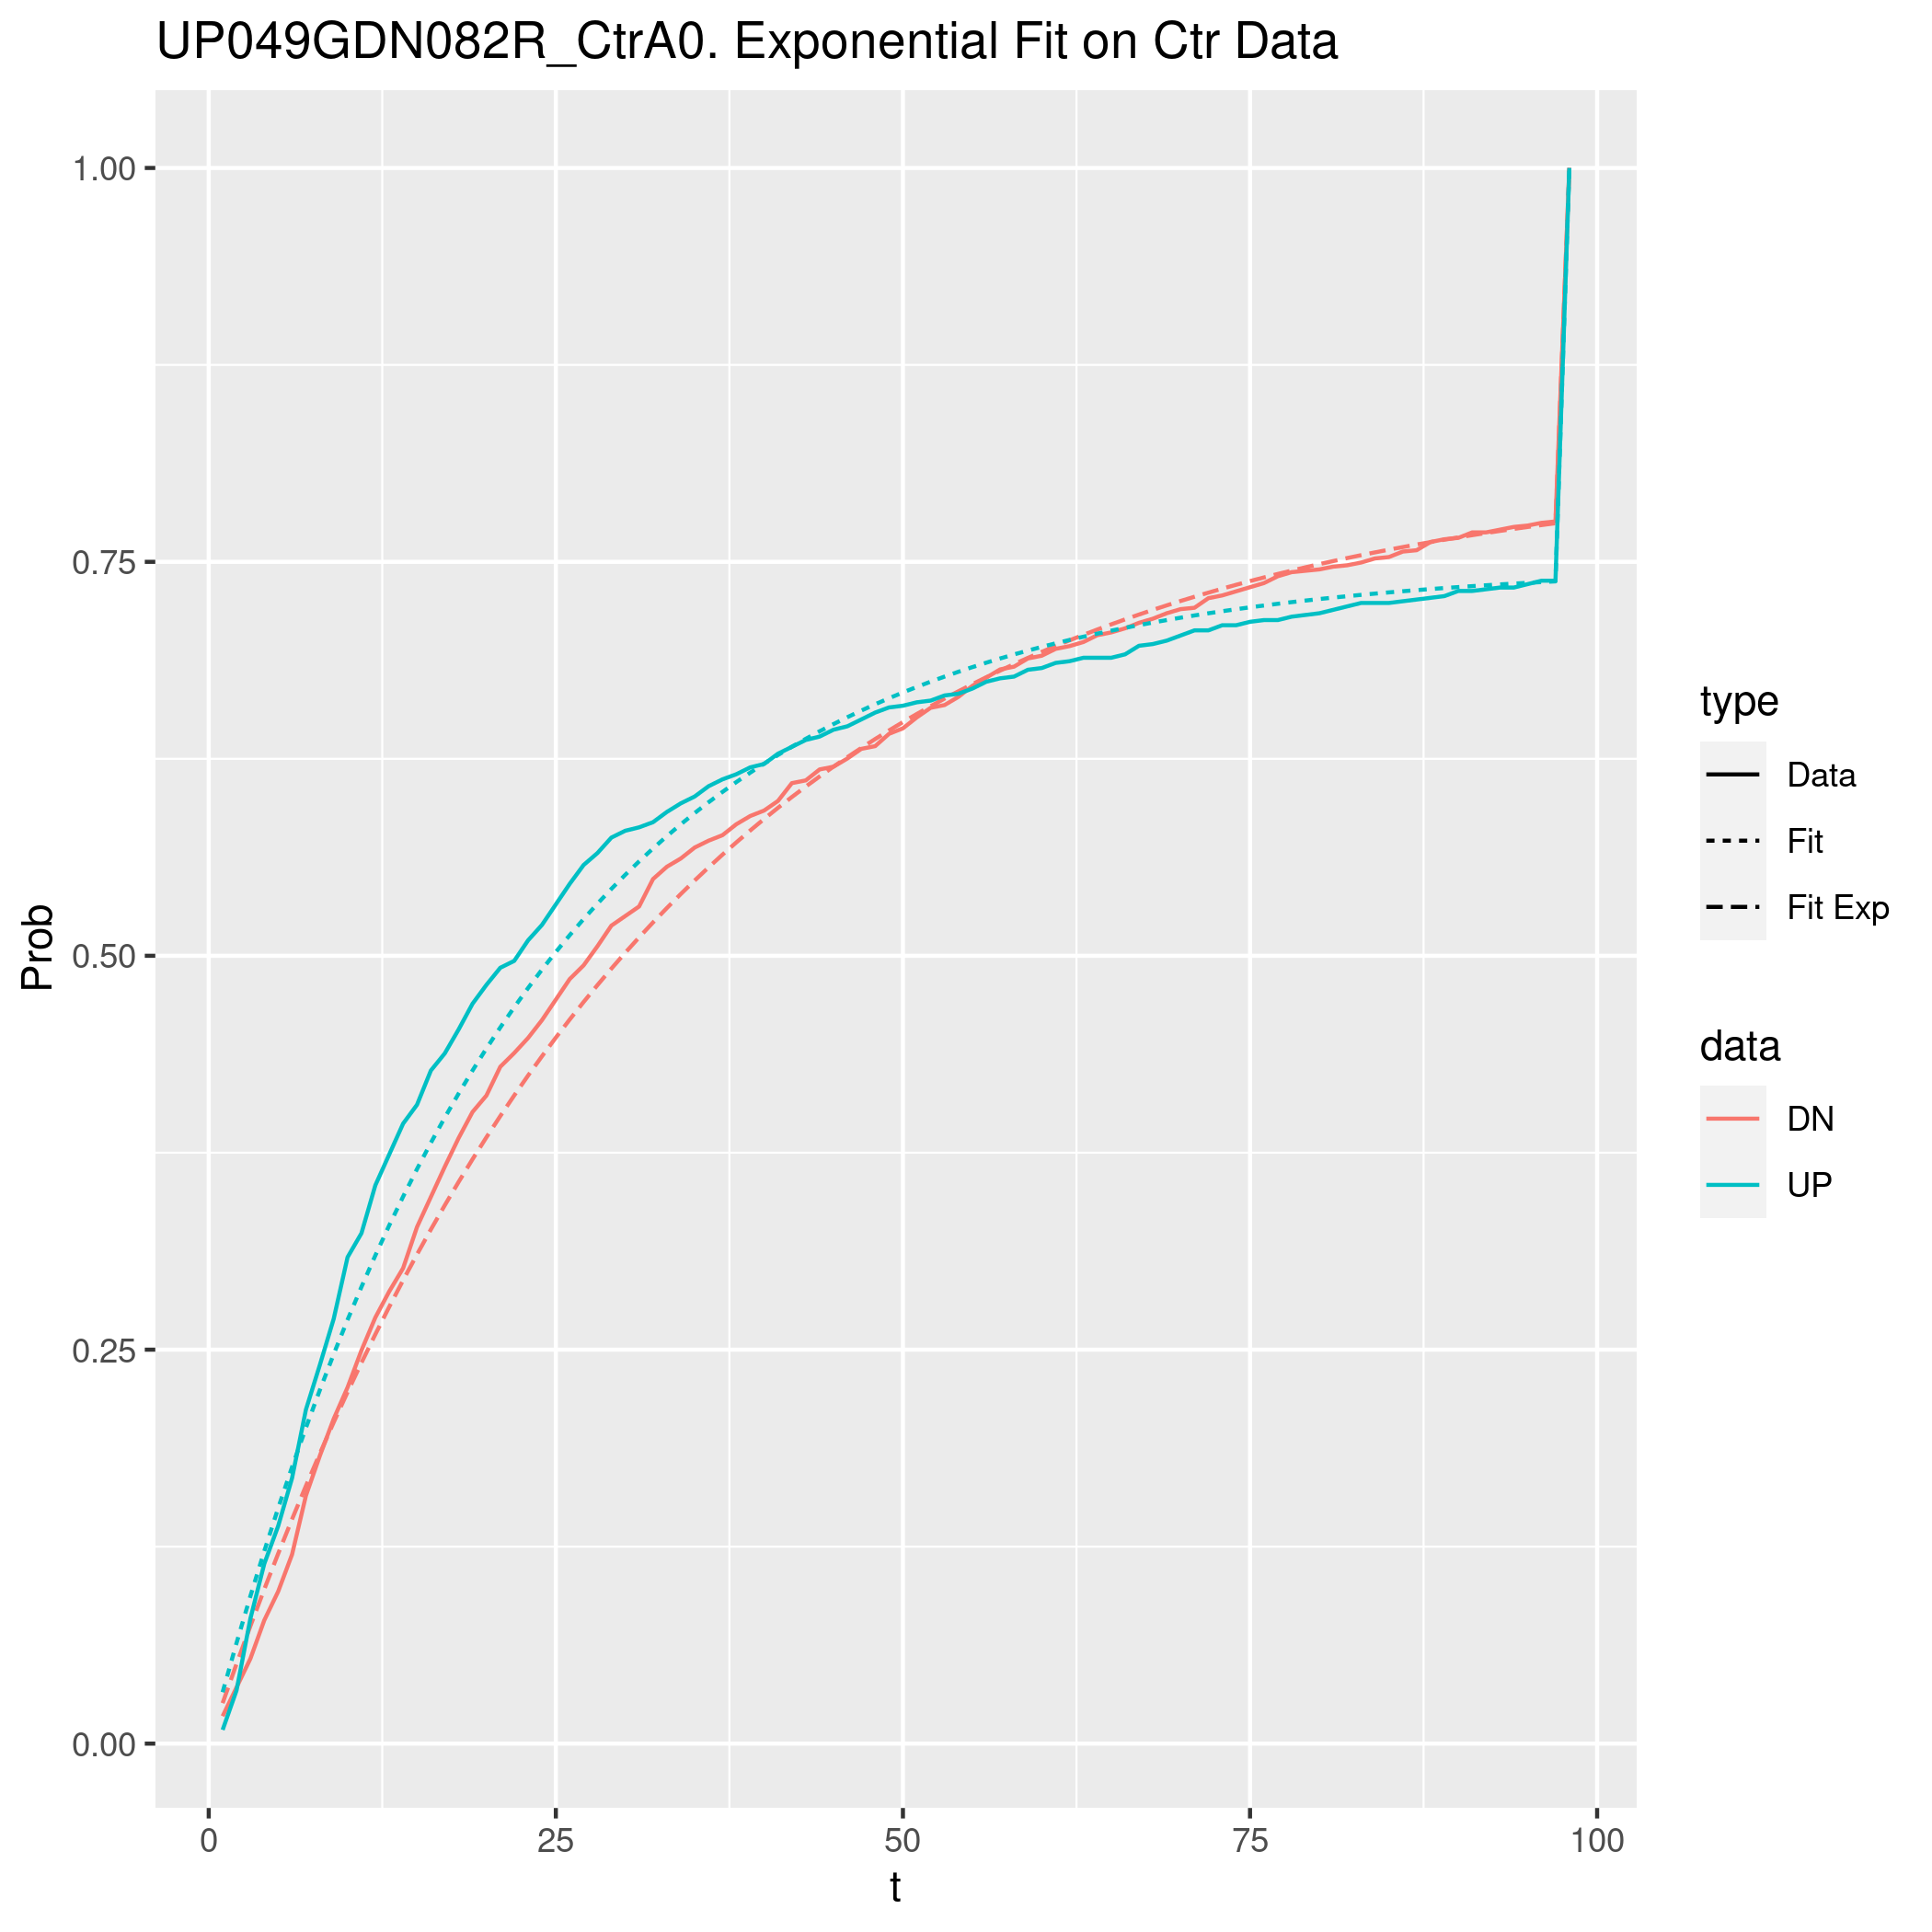 UP049GDN082R_CtrA0. Exponential Fit on Ctr Data
1.00
0.75
0.50
0.25
0.00
Prob
0 25 50 75 100
t
type
Data
Fit
Fit Exp
data
DN
UP